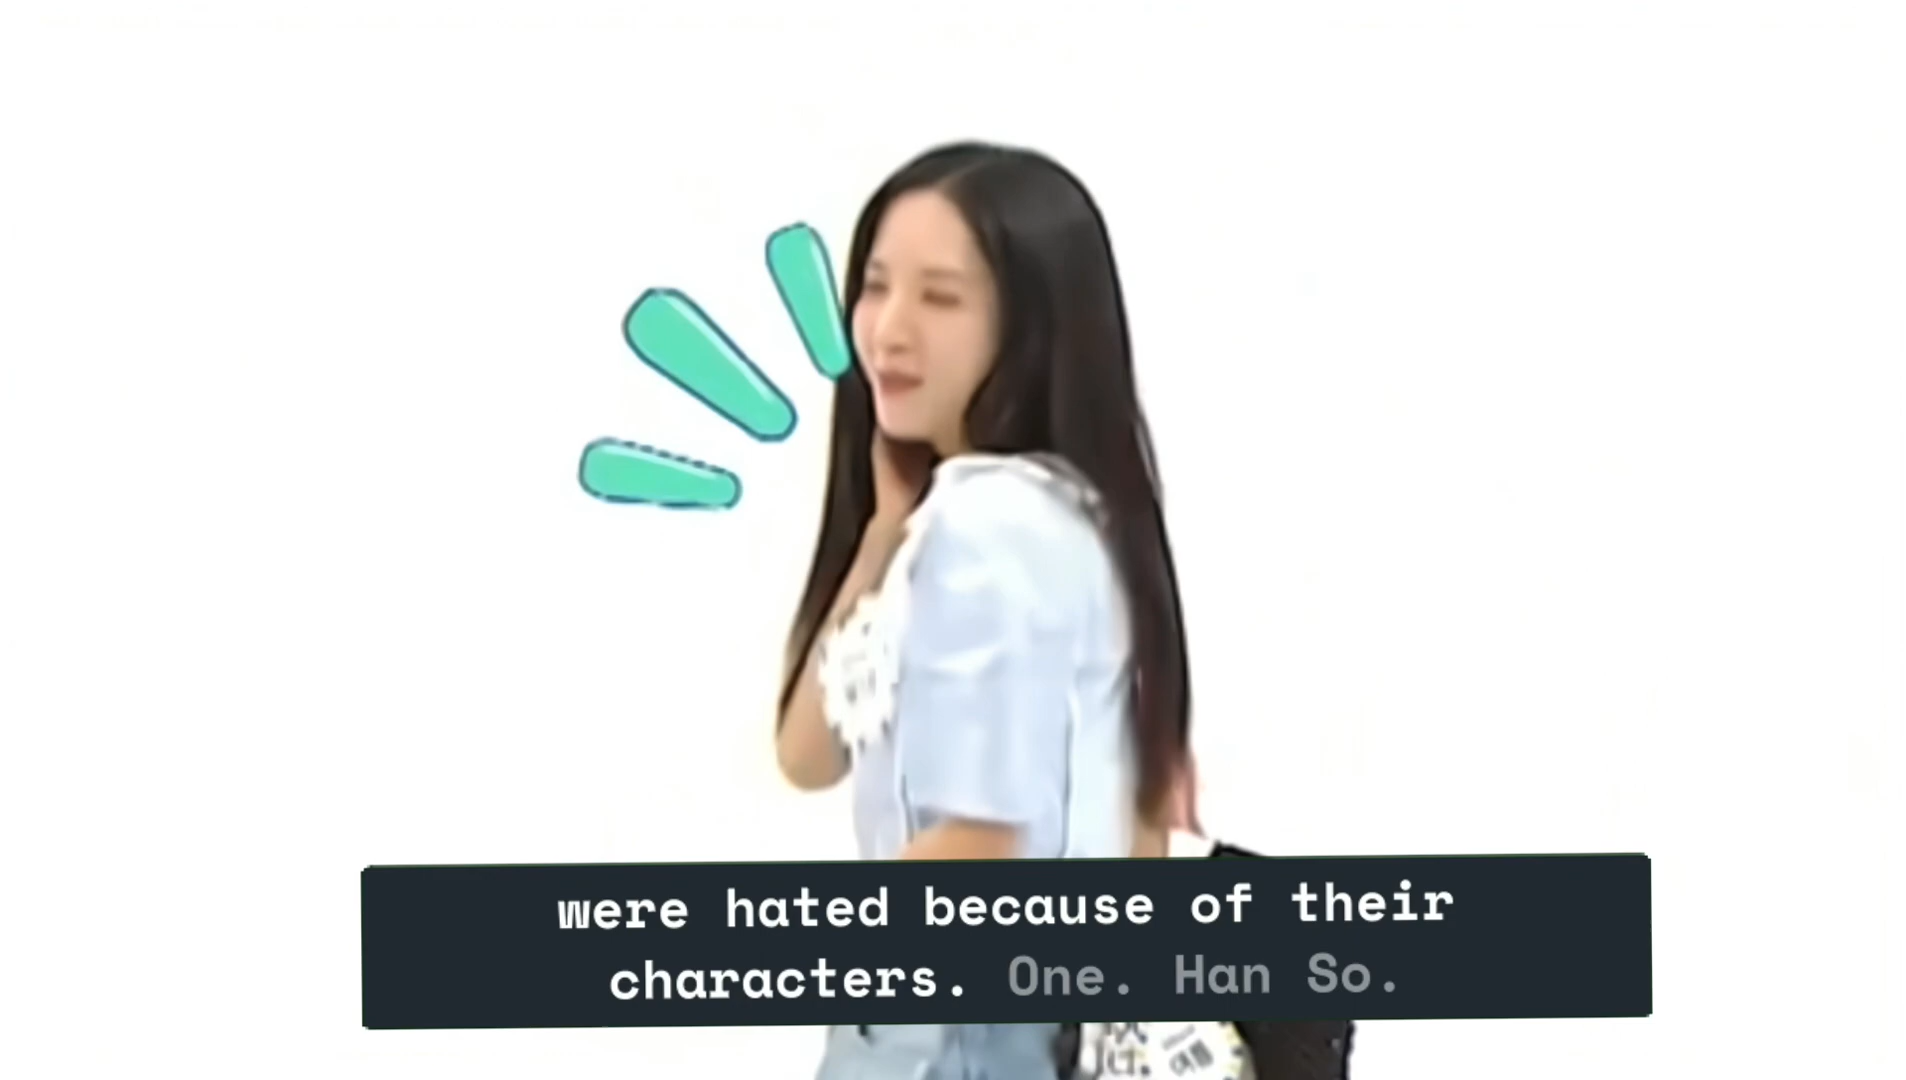 were hated because of their
characters. One. Han So.